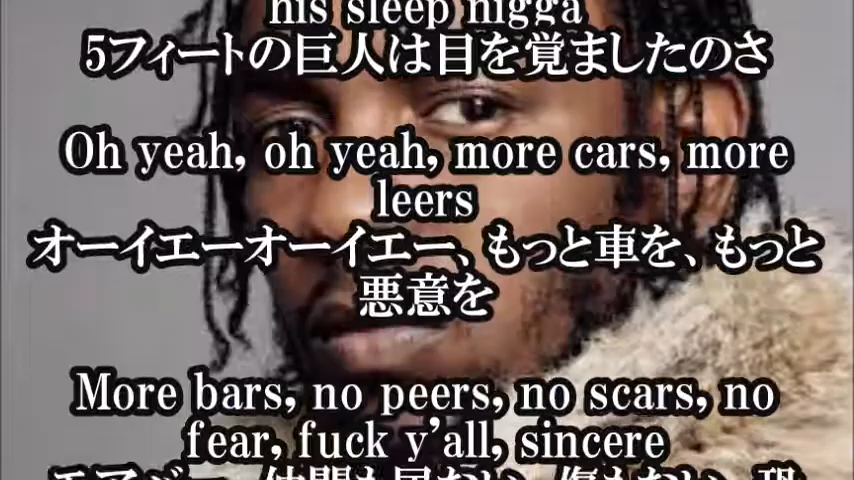 his sleep nigga
5フィートの巨人は目を覚ましたのさ
Oh yeah, oh yeah, more cars, more
leers
オーイエーオーイエー、もっと車を、もっと
悪意を
More bars, no peers, no scars, no
fear, fuck y'all, sincere